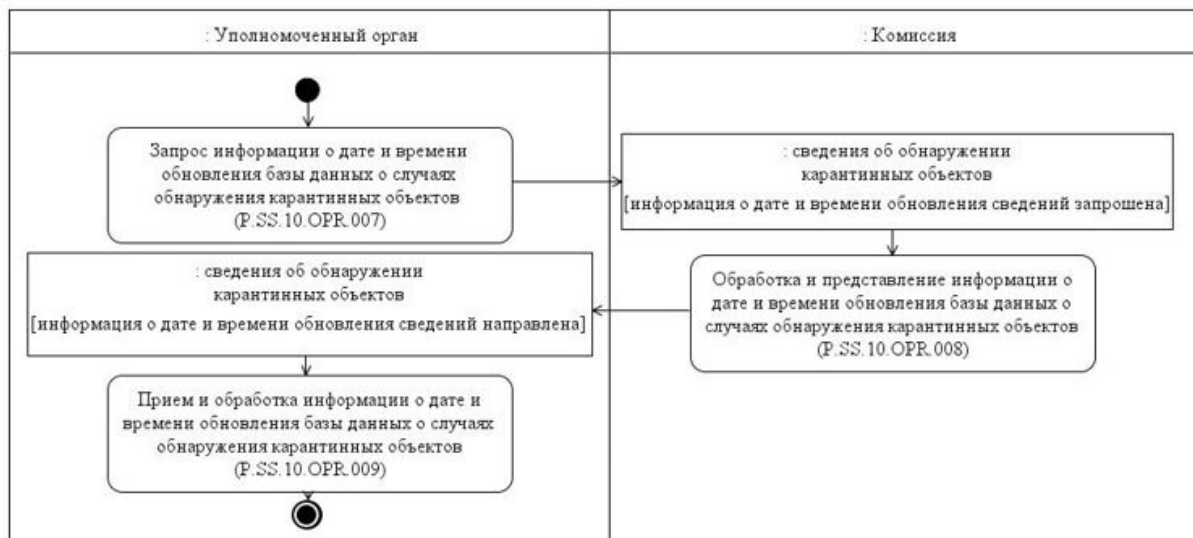 : Уполномоченный орган
: Комиссия
Запрос информации о дате и времени
обновления базы данных о случаях
обнаружения карантинных объектов
(P.SS.10.OPR.007)
: сведения об обнаружении
карантинных объектов
[информация о дате и времени обновления сведений запрошена]
Обработка и представление информации о
дате и времени обновления базы данных о
случаях обнаружения карантинных объектов
(P.SS.10.OPR.008)
: сведения об обнаружении
карантинных объектов
[информация о дате и времени обновления сведений направлена]
Прием и обработка информации о дате и
времени обновления базы данных о случаях
обнаружения карантинных объектов
(P.SS.10.OPR.009)